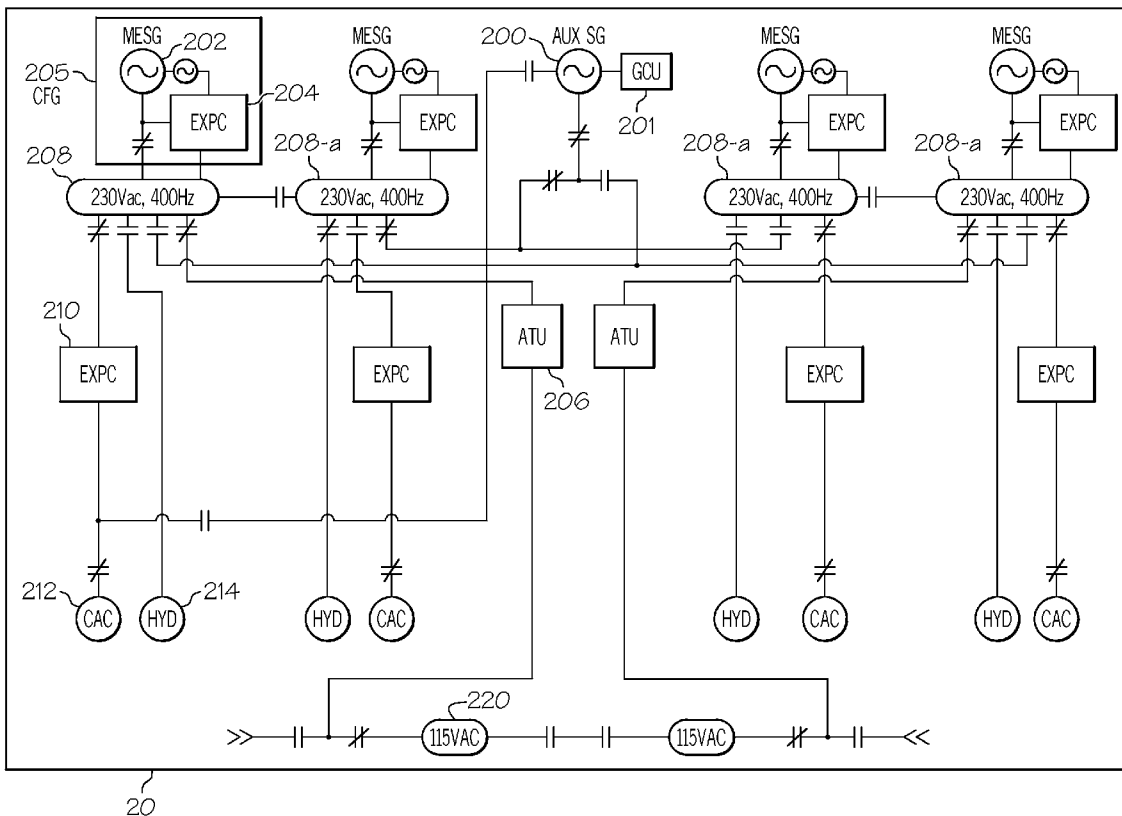 MESG
202
205
CFG
204
EXPC
MESG
EXPC
200
AUX SG
GCU
201
MESG
EXPC
MESG
EXPC
208
208-a
208-a
208-a
230Vac, 400Hz
230Vac, 400Hz
230Vac, 400Hz
230Vac, 400Hz
210
EXPC
EXPC
ATU
206
ATU
EXPC
EXPC
212
CAC
HYD
214
HYD
CAC
HYD
CAC
HYD
CAC
220
115VAC
115VAC
20